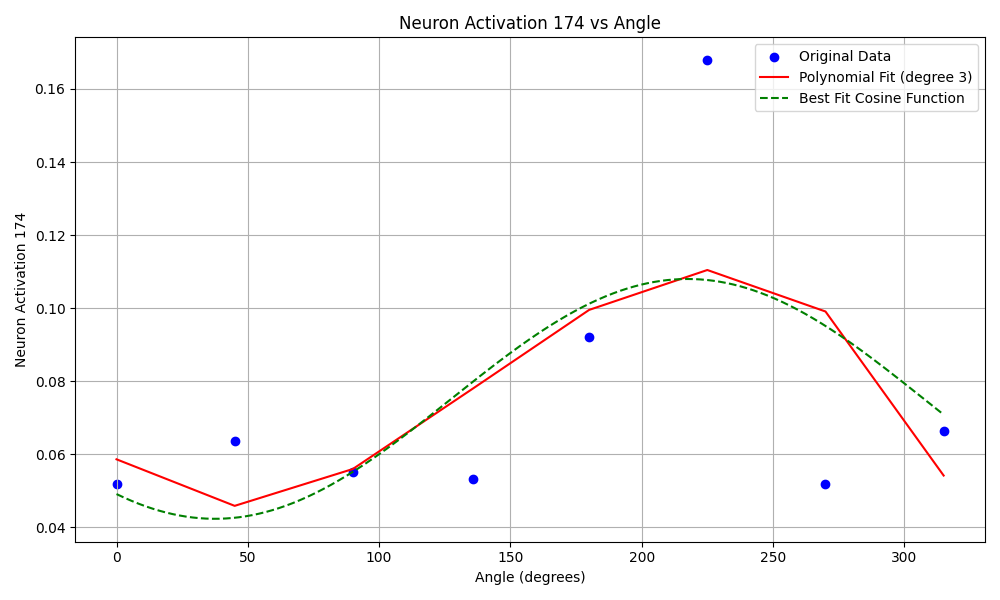 Neuron Activation 174 vs Angle
Original Data
Polynomial Fit (degree 3)
Best Fit Cosine Function
Neuron Activation 174
0.16
0.14
0.12
0.10
0.08
0.06
0.04
0
50
100
150
200
250
300
Angle (degrees)